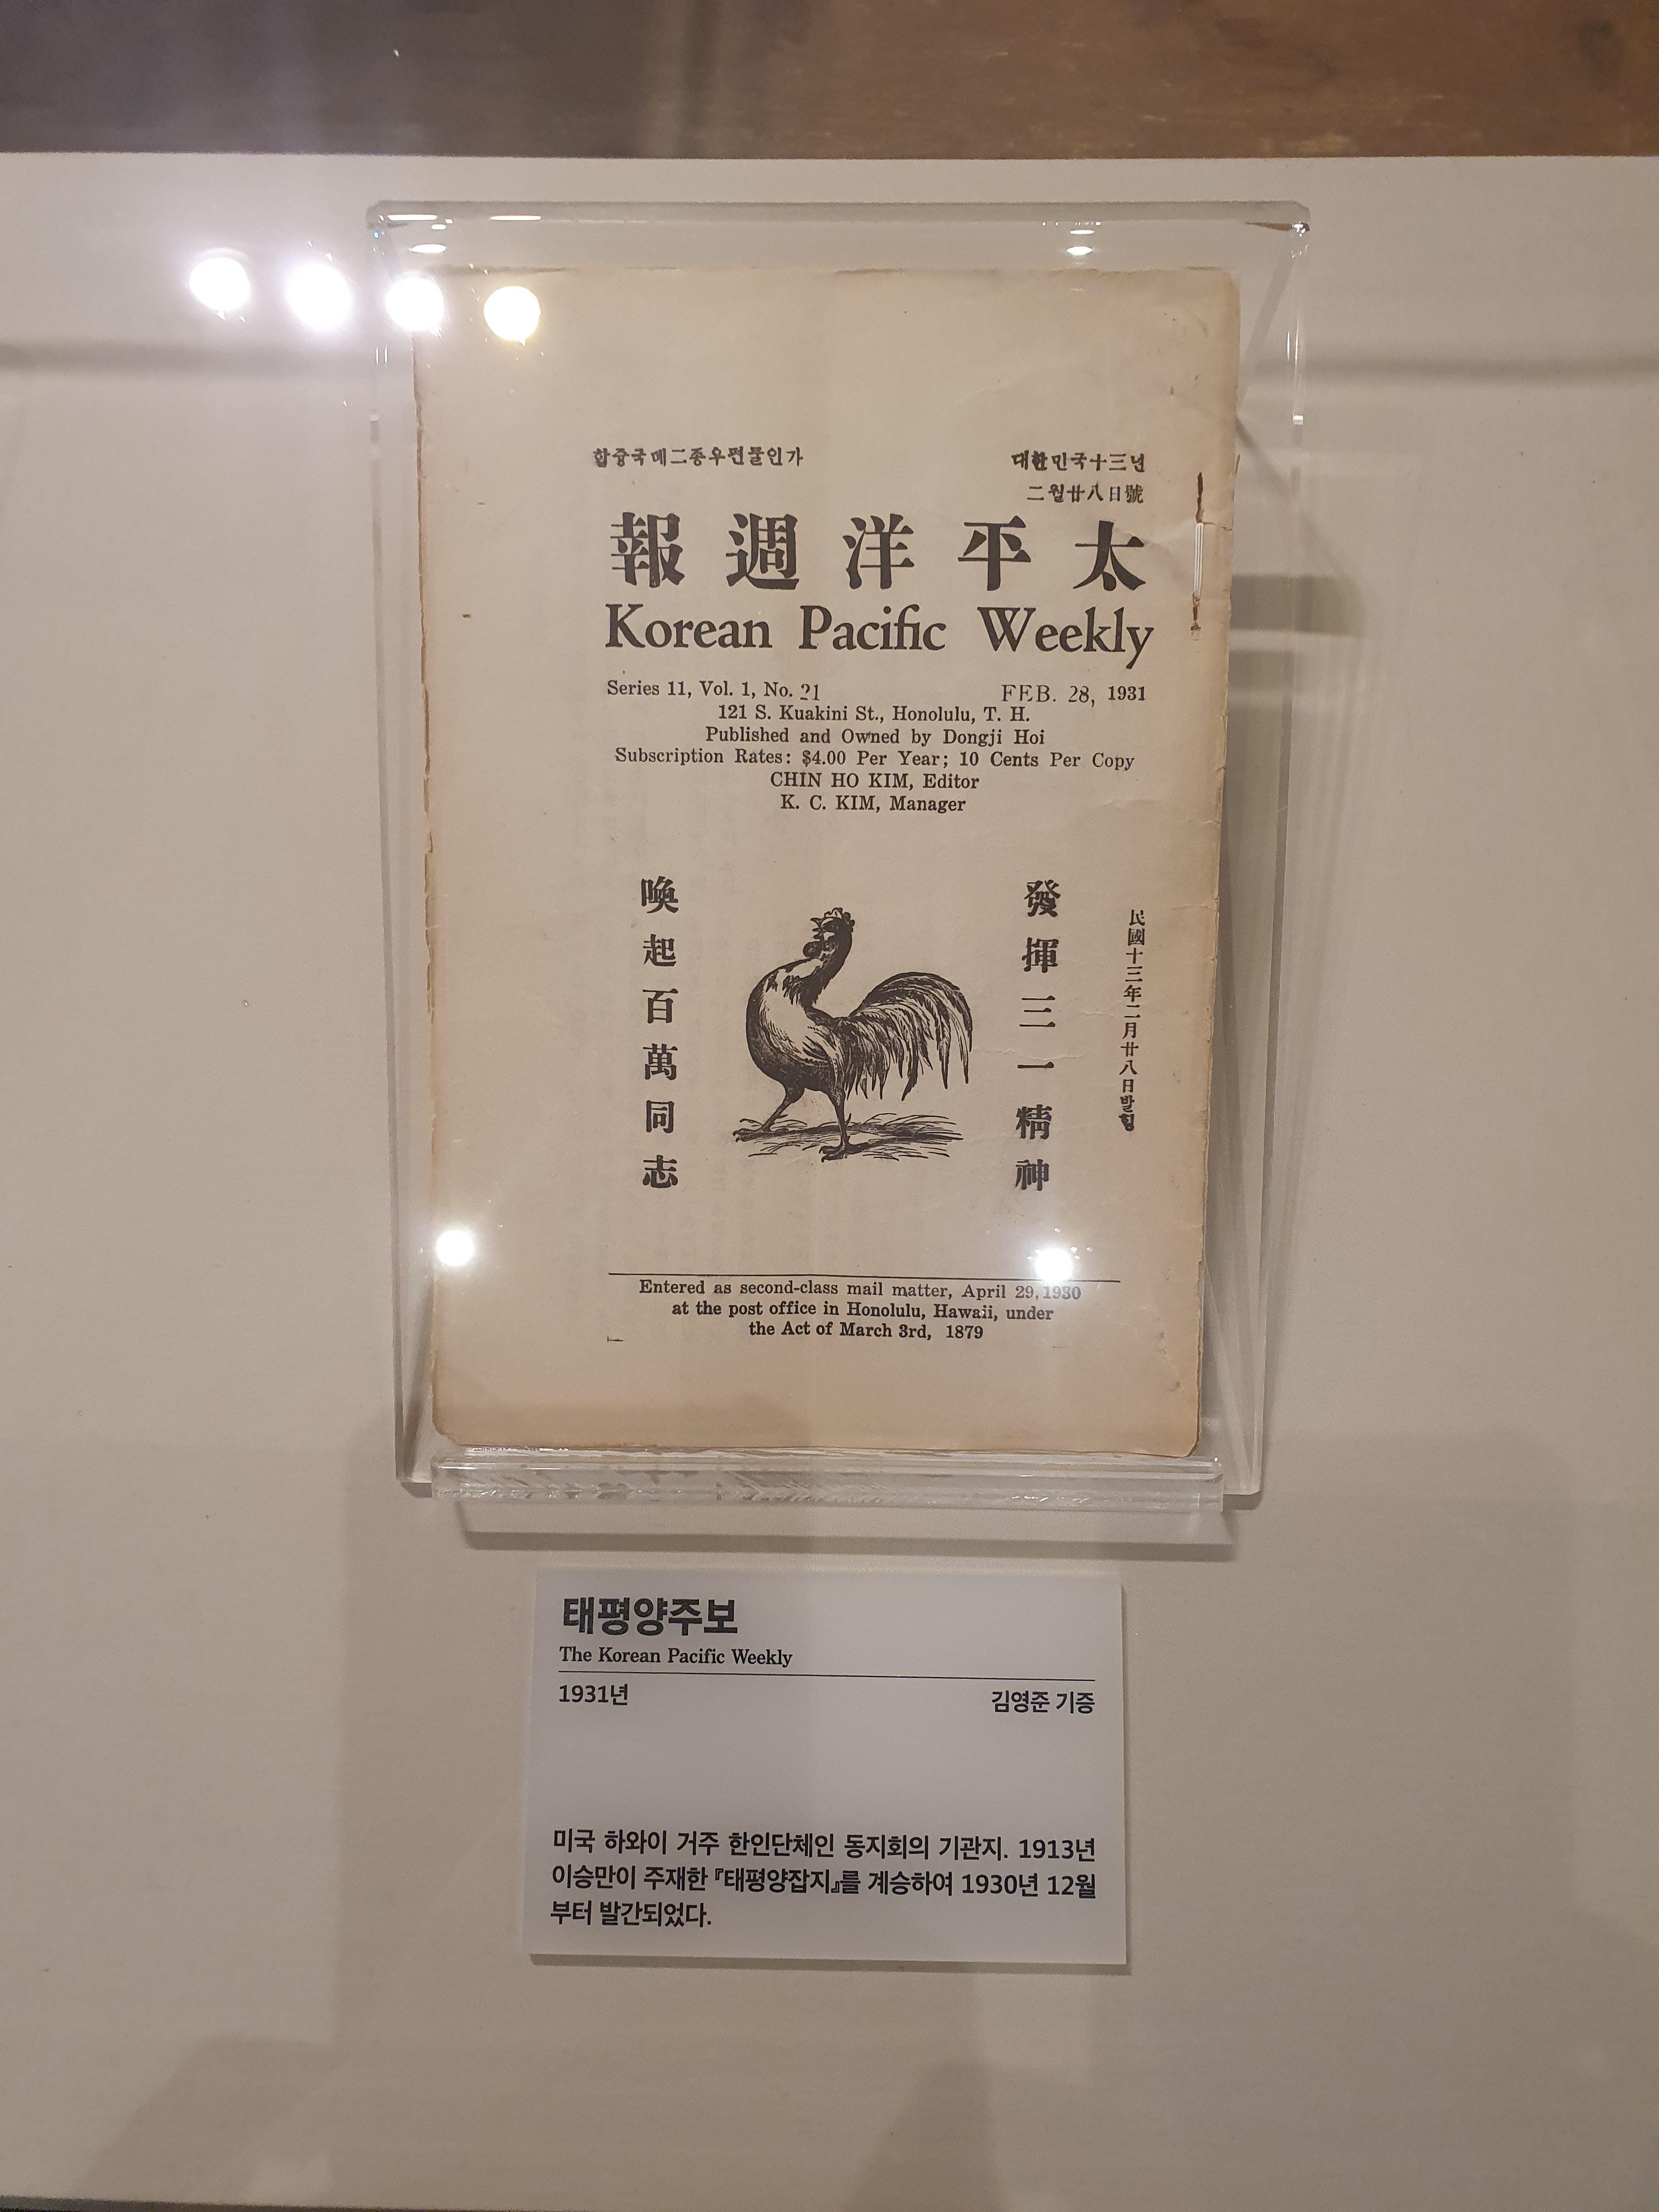 합중국뎨二종우편물인가
대한민국十三년
二월廿八日號
報週洋平太
Korean Pacific Weekly
Series 11, Vol. 1, No. 21
FEB. 28, 1931
121 S. Kuakini St., Honolulu, T. H.
Published and Owned by Dongji Hoi
Subscription Rates: $4.00 Per Year; 10 Cents Per Copy
CHIN HO KIM, Editor
K. C. KIM, Manager
民國十三年二月廿八日발힝
發揮三一精神
喚起百萬同志
Entered as second-class mail matter, April 29, 1930
at the post office in Honolulu, Hawaii, under
the Act of March 3rd, 1879
태평양주보
The Korean Pacific Weekly
1931년
김영준 기증
미국 하와이 거주 한인단체인 동지회의 기관지. 1913년
이승만이 주재한 『태평양잡지』를 계승하여 1930년 12월
부터 발간되었다.